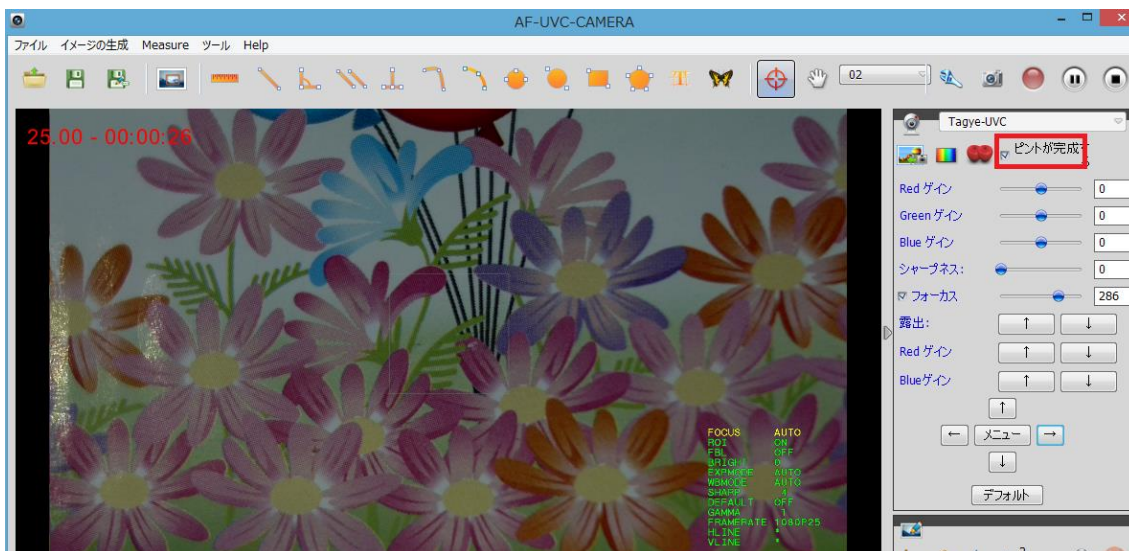 AF-UVC-CAMERA
ファイル イメージの生成 Measure ツール Help
T 02
25.00 - 00:00:26
Tagye-UVC
ピントが完成する
Red ゲイン 0
Green ゲイン 0
Blue ゲイン 0
シャープネス: 0
フォーカス 286
露出: ↑ ↓
Red ゲイン ↑ ↓
Blueゲイン ↑ ↓
↑
← メニュー →
↓
デフォルト
FOCUS AUTO
ROI ON
FBL OFF
BRIGHT 0
EXPMODE AUTO
WBMODE AUTO
SHARP 4
DEFAULT OFF
GAMMA 1
FRAMERATE 1080P25
HLINE *
VLINE *